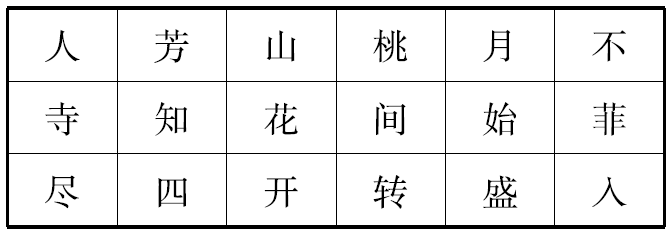 人 芳 山 桃 月 不
寺 知 花 间 始 菲
尽 四 开 转 盛 入